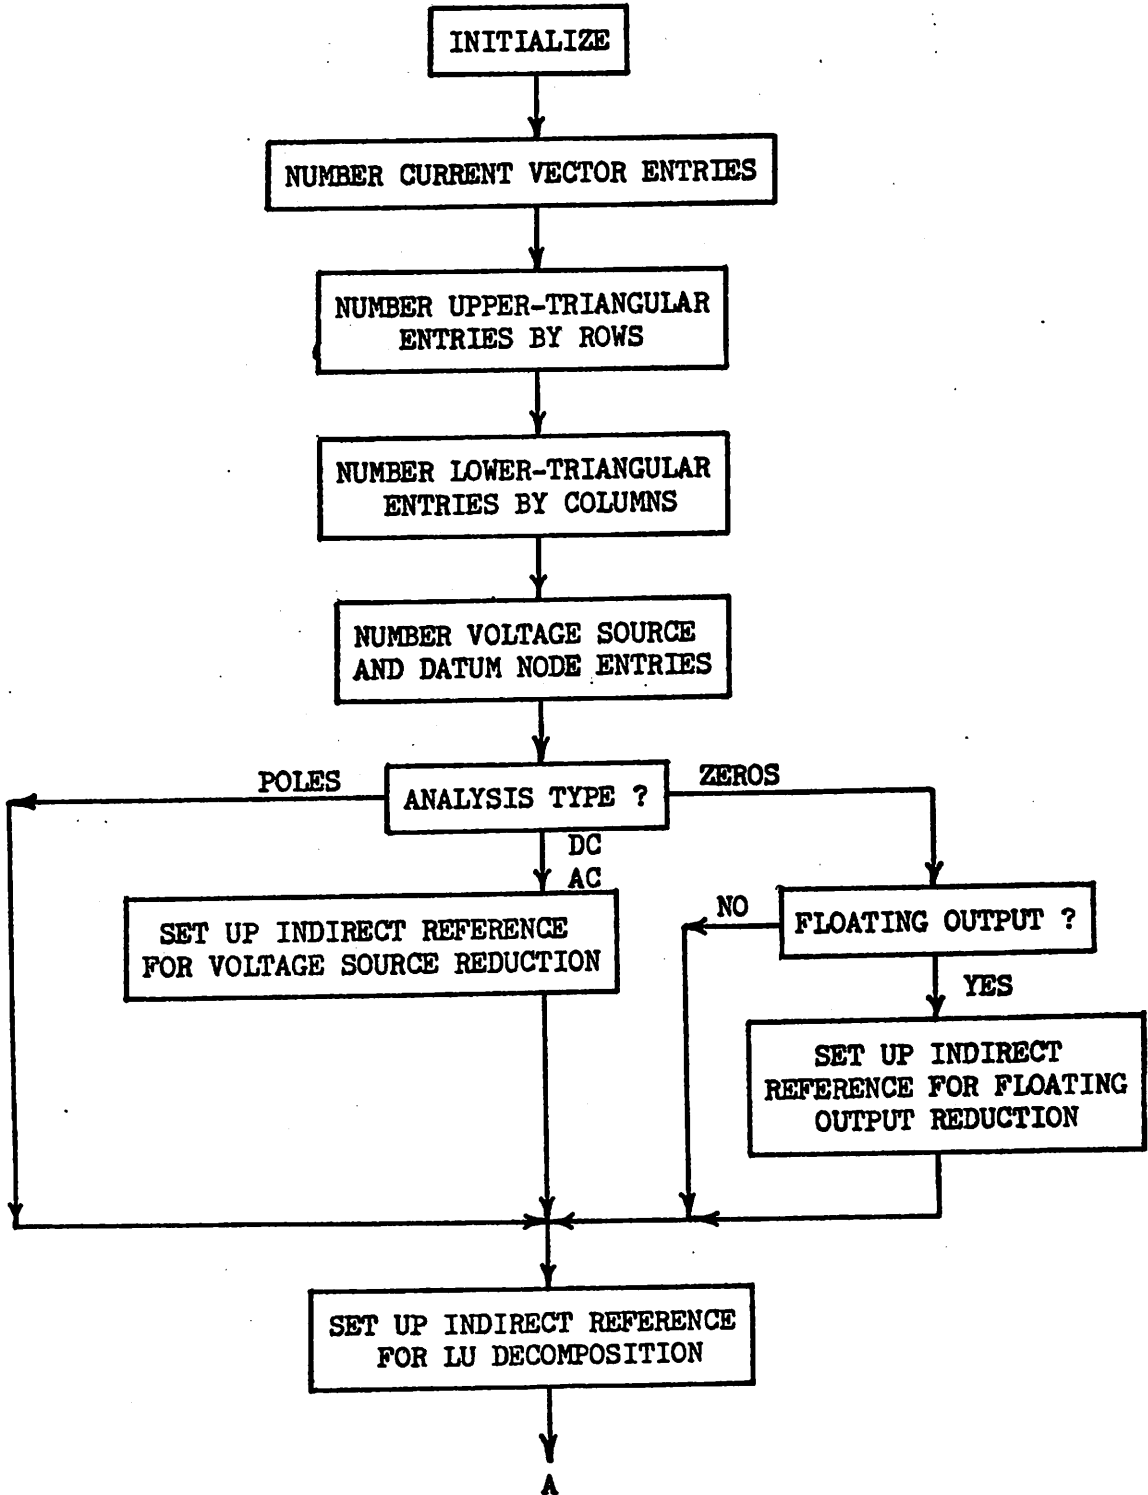 INITIALIZE
NUMBER CURRENT VECTOR ENTRIES
NUMBER UPPER-TRIANGULAR
ENTRIES BY ROWS
NUMBER LOWER-TRIANGULAR
ENTRIES BY COLUMNS
NUMBER VOLTAGE SOURCE
AND DATUM NODE ENTRIES
POLES
ANALYSIS TYPE ?
ZEROS
DC
AC
SET UP INDIRECT REFERENCE
FOR VOLTAGE SOURCE REDUCTION
NO
FLOATING OUTPUT ?
YES
SET UP INDIRECT
REFERENCE FOR FLOATING
OUTPUT REDUCTION
SET UP INDIRECT REFERENCE
FOR LU DECOMPOSITION
A